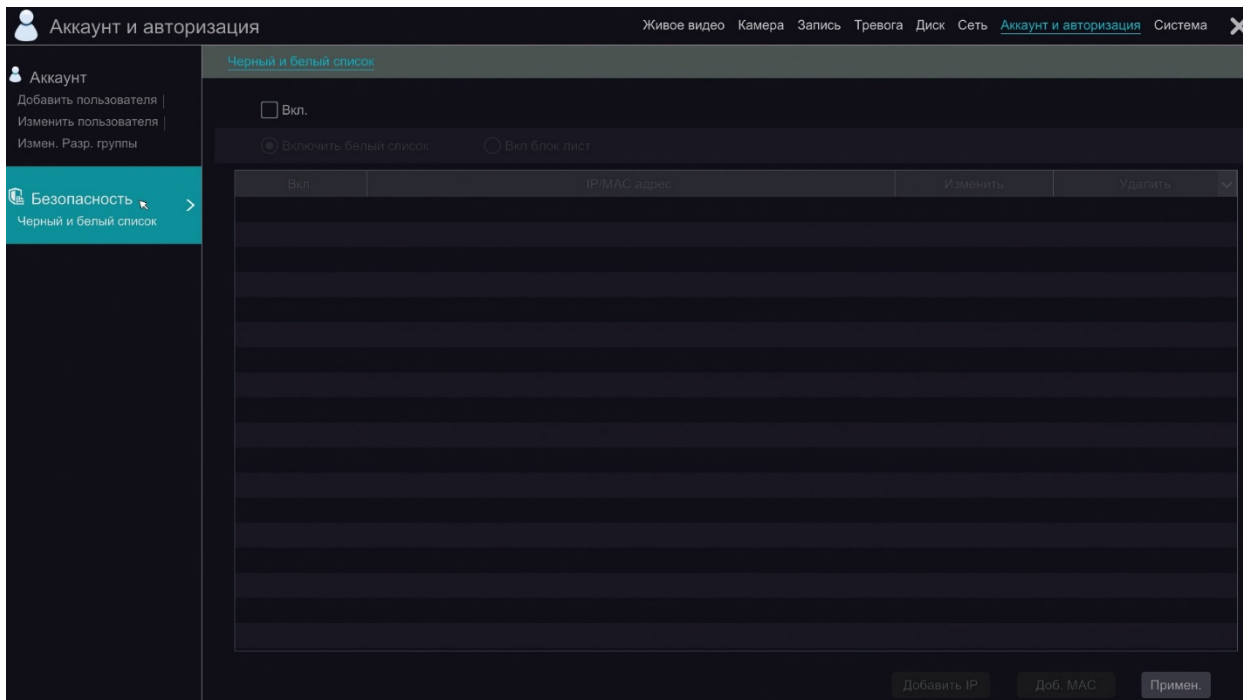 Аккаунт и авторизация
Живое видео Камера Запись Тревога Диск Сеть Аккаунт и авторизация Система
Аккаунт
Добавить пользователя
Изменить пользователя
Измен. Разр. группы
Безопасность
Черный и белый список
Черный и белый список
Вкл.
Включить белый список Вкл блок лист
Вкл IP/MAC адрес Изменить Удалить
Добавить IP Доб. MAC Примен.